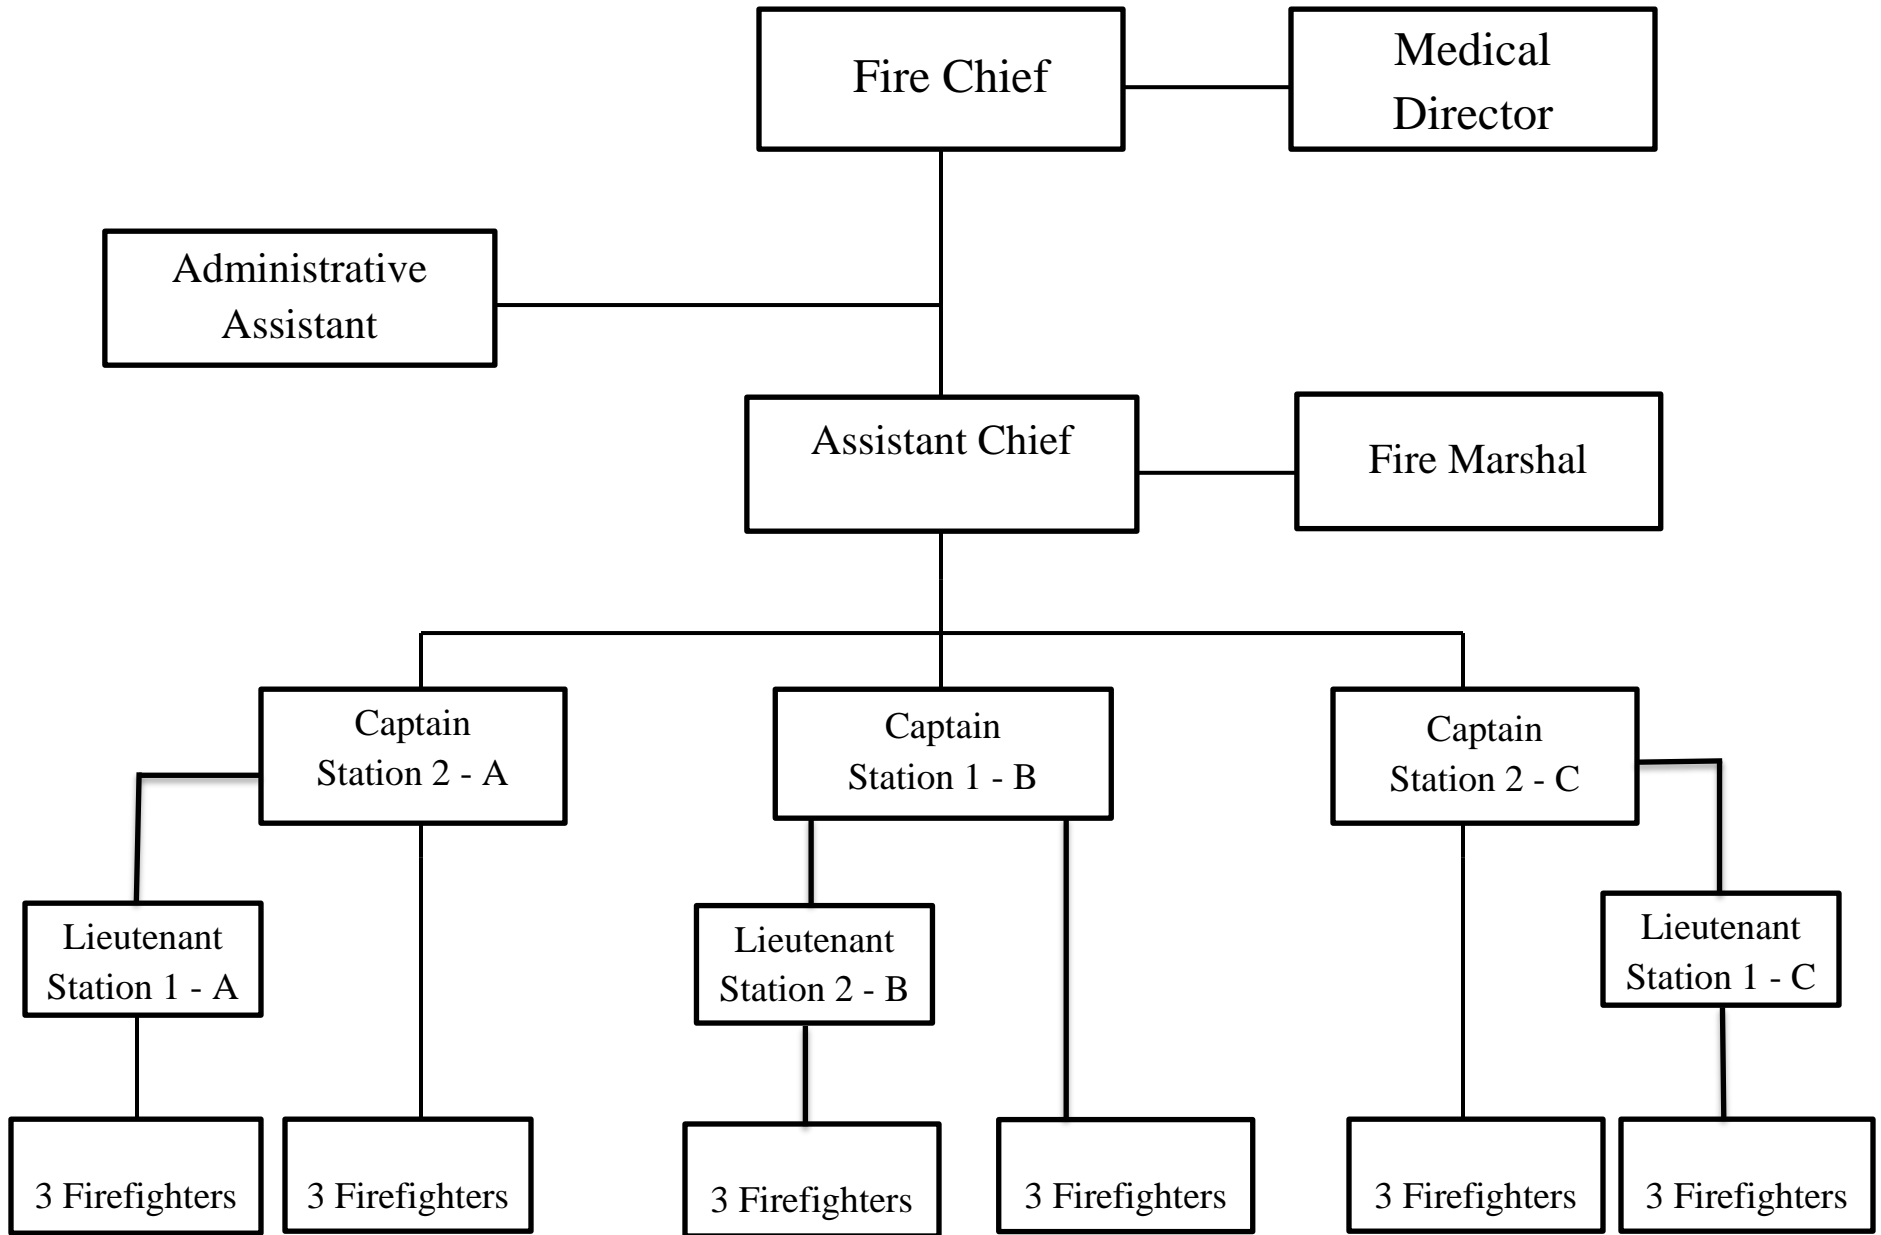 Fire Chief
Medical
Director
Administrative
Assistant
Assistant Chief
Fire Marshal
Captain
Station 2 - A
Captain
Station 1 - B
Captain
Station 2 - C
Lieutenant
Station 1 - A
Lieutenant
Station 2 - B
Lieutenant
Station 1 - C
3 Firefighters
3 Firefighters
3 Firefighters
3 Firefighters
3 Firefighters
3 Firefighters